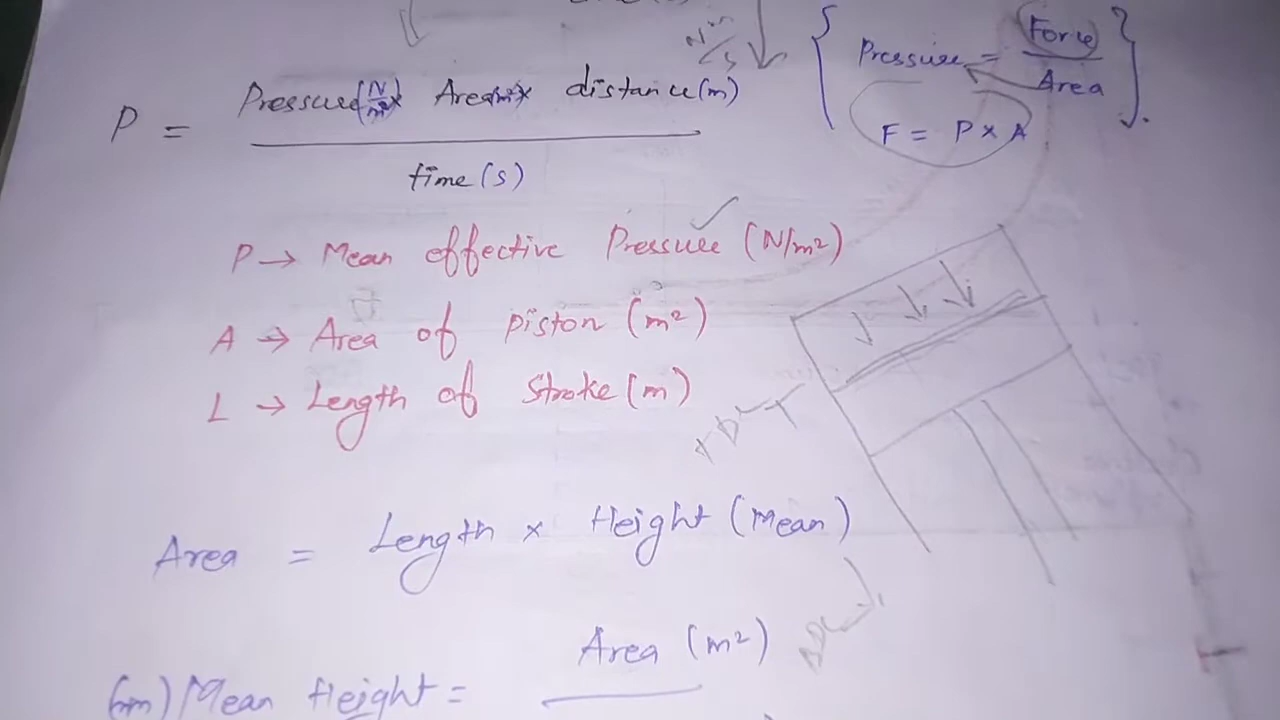 N m/s
Pressure = Force/Area
P = Pressure(N/m²)x Area(m²)x distance(m)
time(s)
F = P x A
P → Mean effective Pressure (N/m²)
A → Area of Piston (m²)
L → Length of Stroke (m)
Area = Length x Height (Mean)
Area (m²)
(m) Mean Height =